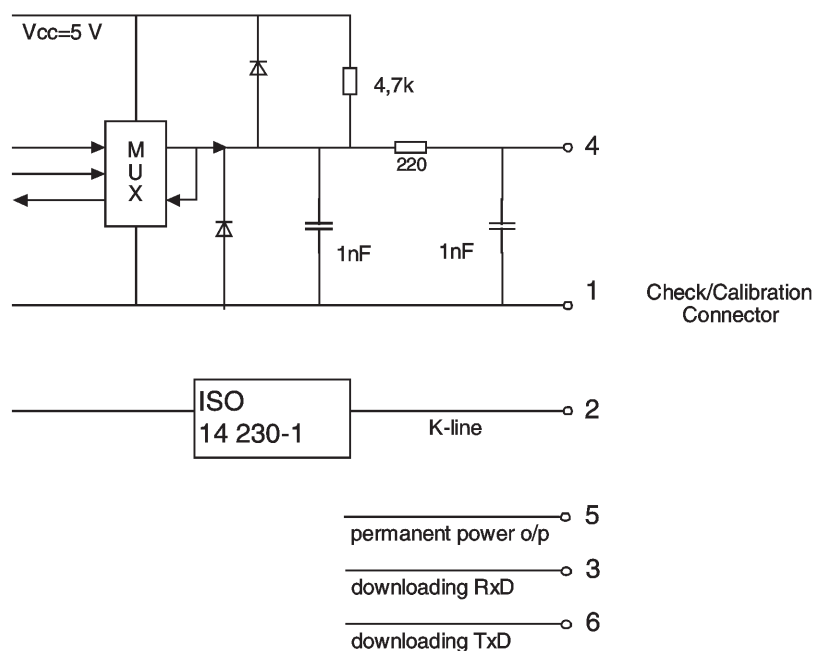 Vcc=5 V
4,7k
M
U
X
220
4
1nF
1nF
1
Check/Calibration
Connector
ISO
14 230-1
K-line
2
5
permanent power o/p
3
downloading RxD
6
downloading TxD